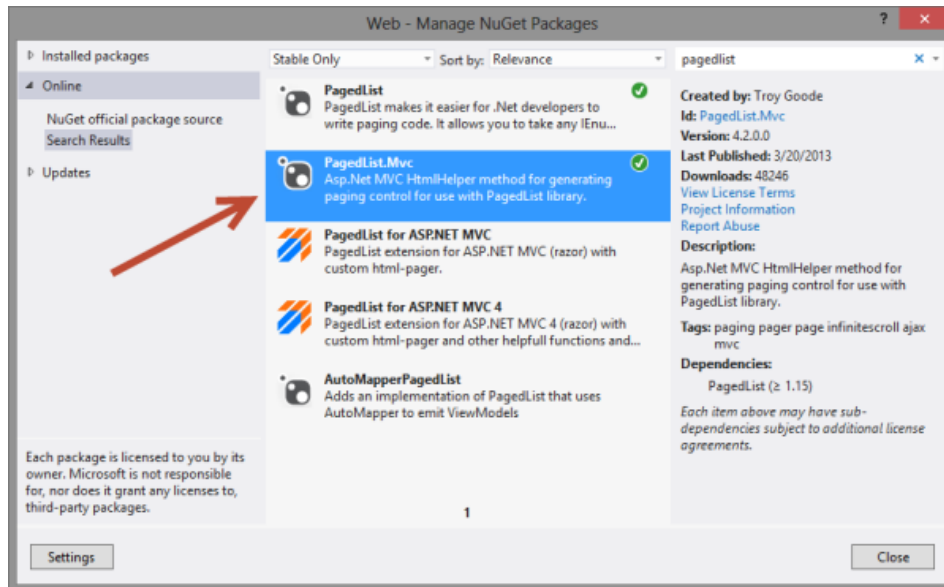 Web - Manage NuGet Packages
?
Installed packages
Online
NuGet official package source
Search Results
Updates
Each package is licensed to you by its
owner. Microsoft is not responsible
for, nor does it grant any licenses to,
third-party packages.
Settings
Stable Only
Sort by: Relevance
PagedList
PagedList makes it easier for .Net developers to
write paging code. It allows you to take any IEnu...
PagedList.Mvc
Asp.Net MVC HtmlHelper method for generating
paging control for use with PagedList library.
PagedList for ASP.NET MVC
PagedList extension for ASP.NET MVC (razor) with
custom html-pager.
PagedList for ASP.NET MVC 4
PagedList extension for ASP.NET MVC 4 (razor) with
custom html-pager and other helpfull functions and...
AutoMapperPagedList
Adds an implementation of PagedList that uses
AutoMapper to emit ViewModels
1
pagedlist
Created by: Troy Goode
Id: PagedList.Mvc
Version: 4.2.0.0
Last Published: 3/20/2013
Downloads: 48246
View License Terms
Project Information
Report Abuse
Description:
Asp.Net MVC HtmlHelper method for
generating paging control for use with
PagedList library.
Tags: paging pager page infinitescroll ajax
mvc
Dependencies:
PagedList (≥ 1.15)
Each item above may have sub-
dependencies subject to additional license
agreements.
Close